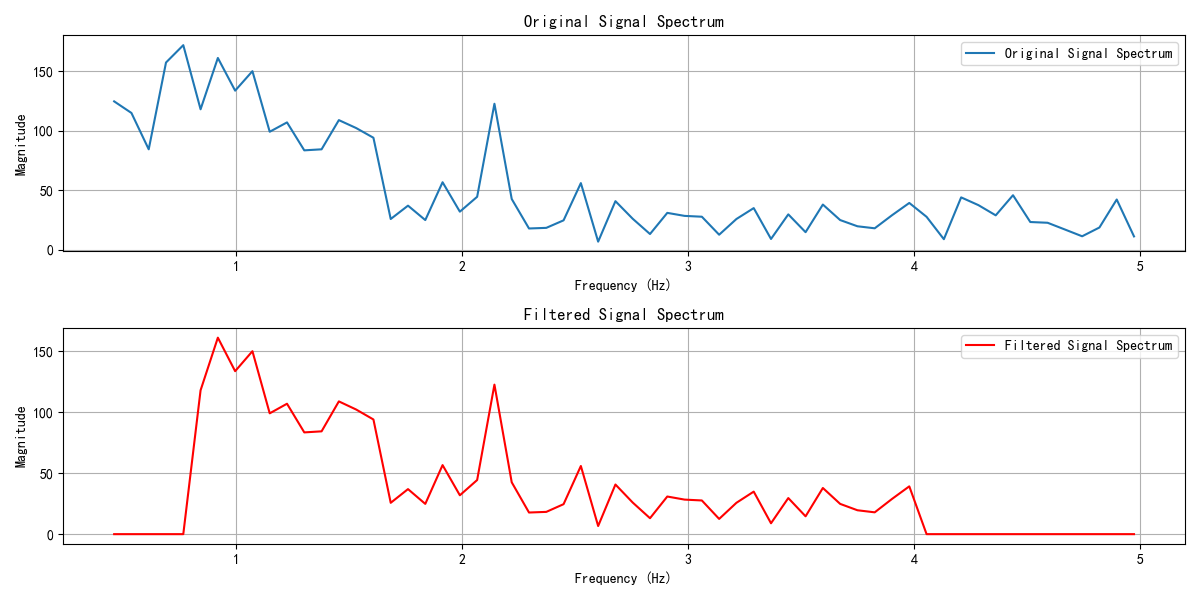 Original Signal Spectrum
Original Signal Spectrum
Magnitude
150
100
50
0
1 2 3 4 5
Frequency (Hz)
Filtered Signal Spectrum
Filtered Signal Spectrum
Magnitude
150
100
50
0
1 2 3 4 5
Frequency (Hz)